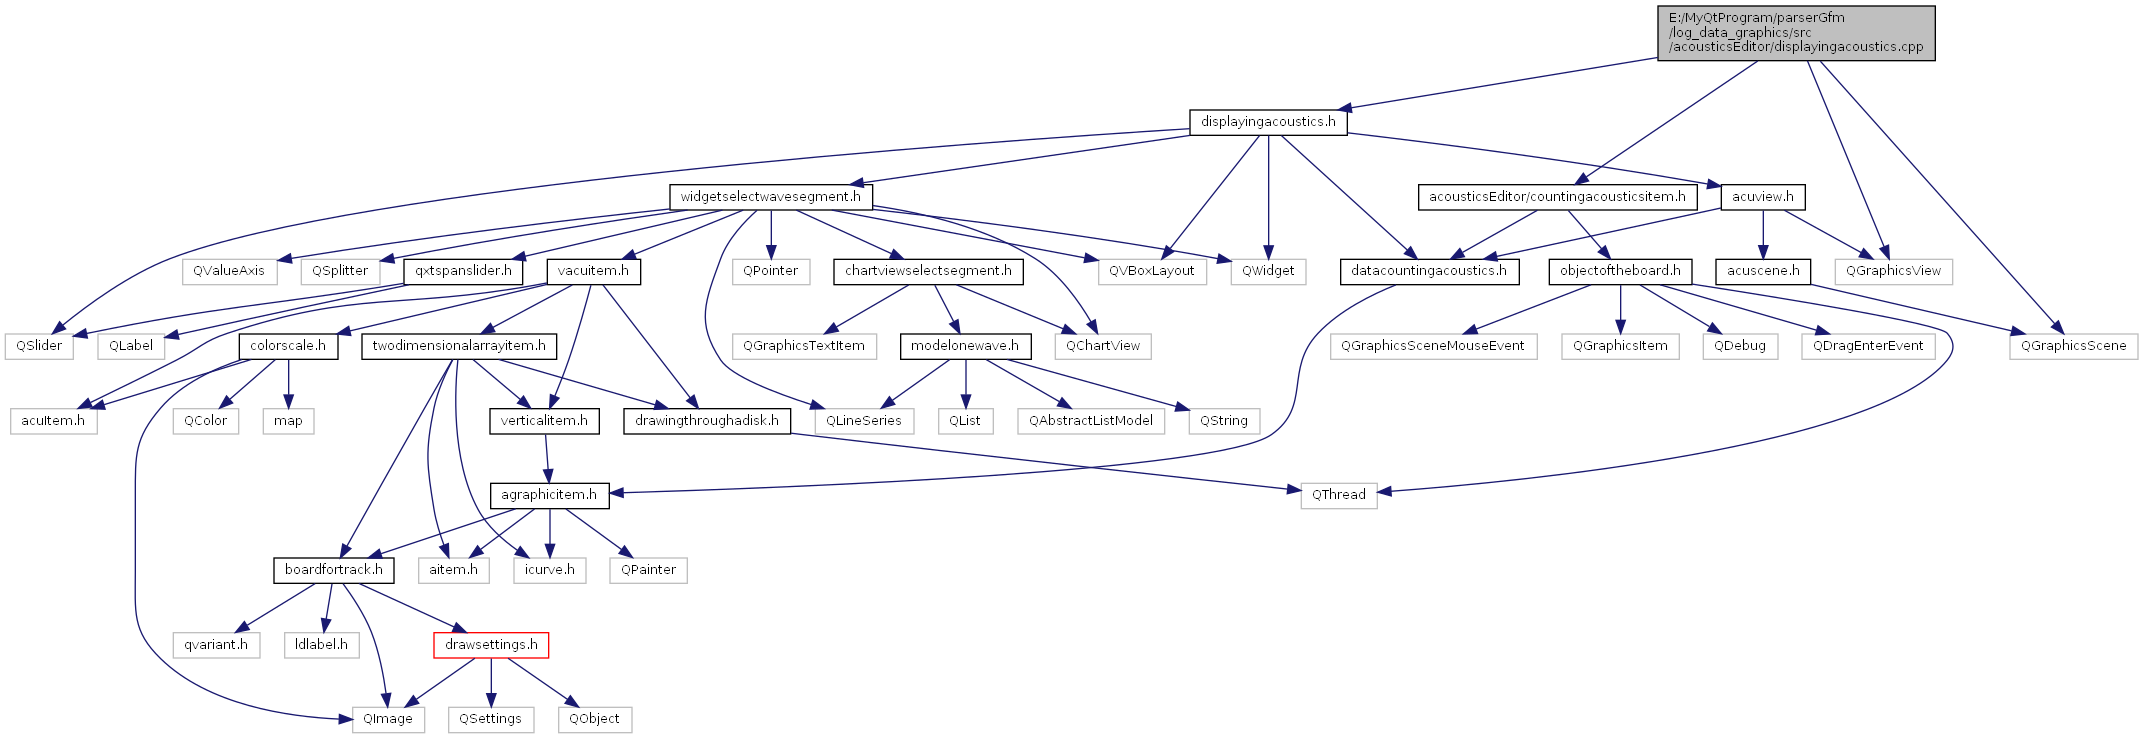 E:/MyQtProgram/parserGfm
/log_data_graphics/src
/acousticsEditor/displayingacoustics.cpp
displayingacoustics.h
widgetselectwavesegment.h
acousticsEditor/countingacousticsitem.h
acuview.h
QValueAxis
QSplitter
qxtspanslider.h
vacuitem.h
QPointer
chartviewselectsegment.h
QVBoxLayout
QWidget
datacountingacoustics.h
objectoftheboard.h
acuscene.h
QGraphicsView
QSlider
QLabel
colorscale.h
twodimensionalarrayitem.h
QGraphicsTextItem
modelonewave.h
QChartView
QGraphicsSceneMouseEvent
QGraphicsItem
QDebug
QDragEnterEvent
QGraphicsScene
acuItem.h
QColor
map
verticalitem.h
drawingthroughadisk.h
QLineSeries
QList
QAbstractListModel
QString
agraphicitem.h
QThread
boardfortrack.h
aitem.h
icurve.h
QPainter
qvariant.h
ldlabel.h
drawsettings.h
QImage
QSettings
QObject